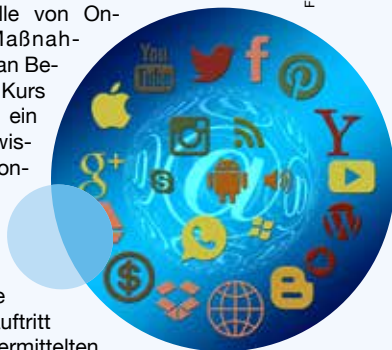 lle von On-
Maßnah-
an Be-
Kurs
ein
wis-
on-
e
uftritt
ermittelten
You
Tube
f
g+
Y
@
$